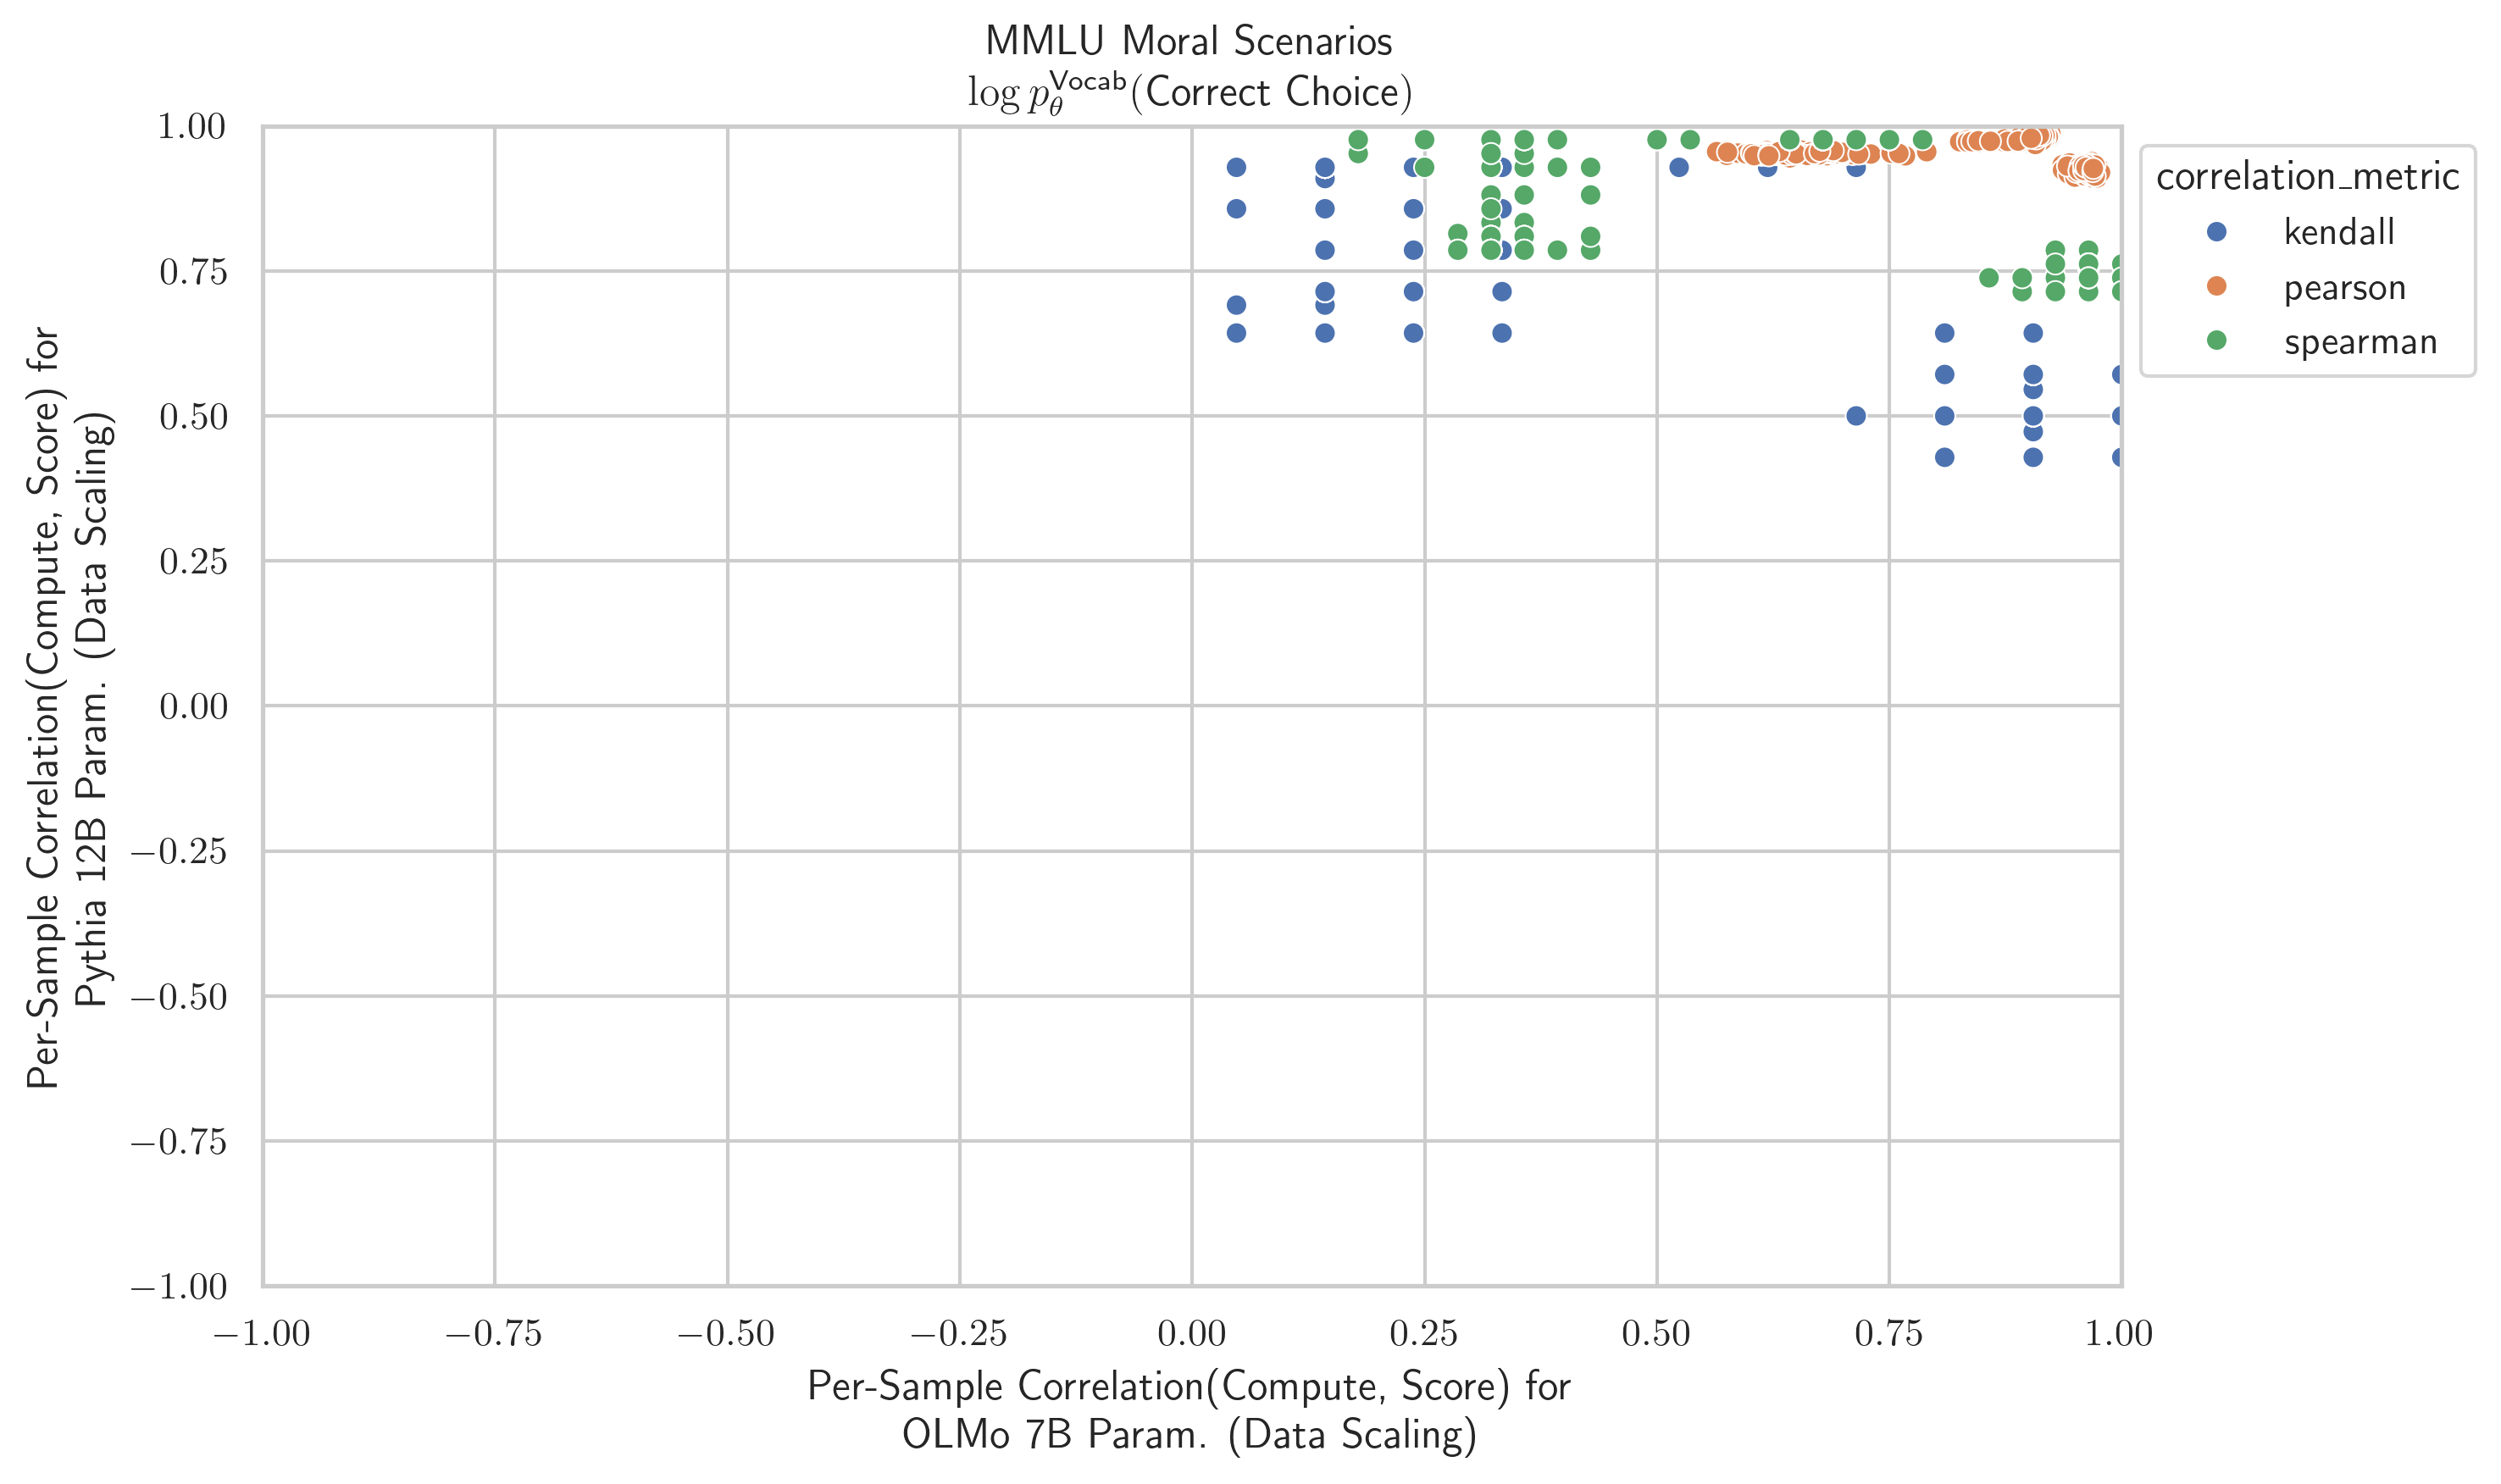 MMLU Moral Scenarios
log p_θ^Vocab(Correct Choice)
Per-Sample Correlation(Compute, Score) for
Pythia 12B Param. (Data Scaling)
1.00
0.75
0.50
0.25
0.00
−0.25
−0.50
−0.75
−1.00
−1.00 −0.75 −0.50 −0.25 0.00 0.25 0.50 0.75 1.00
Per-Sample Correlation(Compute, Score) for
OLMo 7B Param. (Data Scaling)
correlation_metric
kendall
pearson
spearman